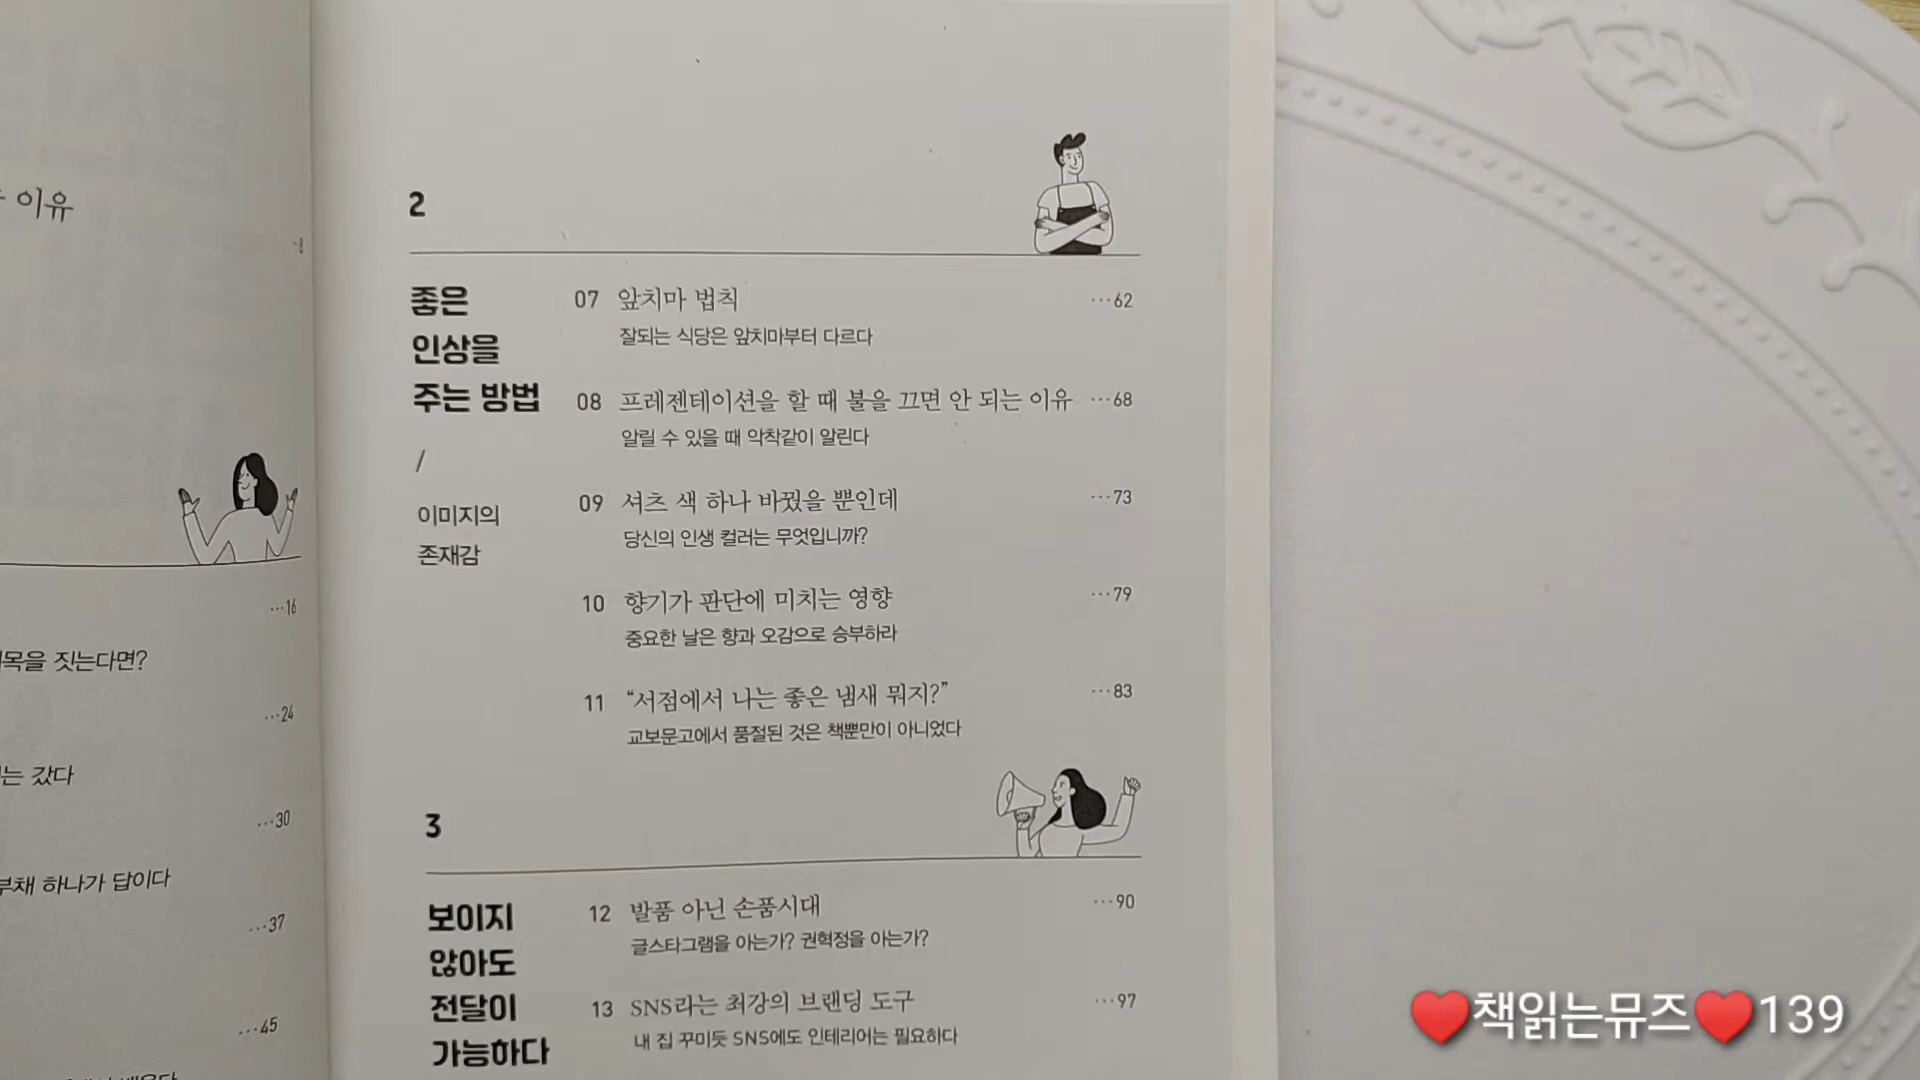 이유
…16
목을 짓는다면?
…24
는 갔다
…30
부채 하나가 답이다
…37
…45
2
좋은
인상을
주는 방법
/
이미지의
존재감
07 앞치마 법칙 …62
잘되는 식당은 앞치마부터 다르다
08 프레젠테이션을 할 때 불을 끄면 안 되는 이유 …68
알릴 수 있을 때 악착같이 알린다
09 셔츠 색 하나 바꿨을 뿐인데 …73
당신의 인생 컬러는 무엇입니까?
10 향기가 판단에 미치는 영향 …79
중요한 날은 향과 오감으로 승부하라
11 “서점에서 나는 좋은 냄새 뭐지?” …83
교보문고에서 품절된 것은 책뿐만이 아니었다
3
보이지
않아도
전달이
가능하다
12 발품 아닌 손품시대 …90
글스타그램을 아는가? 권혁정을 아는가?
13 SNS라는 최강의 브랜딩 도구 …97
내 집 꾸미듯 SNS에도 인테리어는 필요하다
❤️책읽는뮤즈❤️139